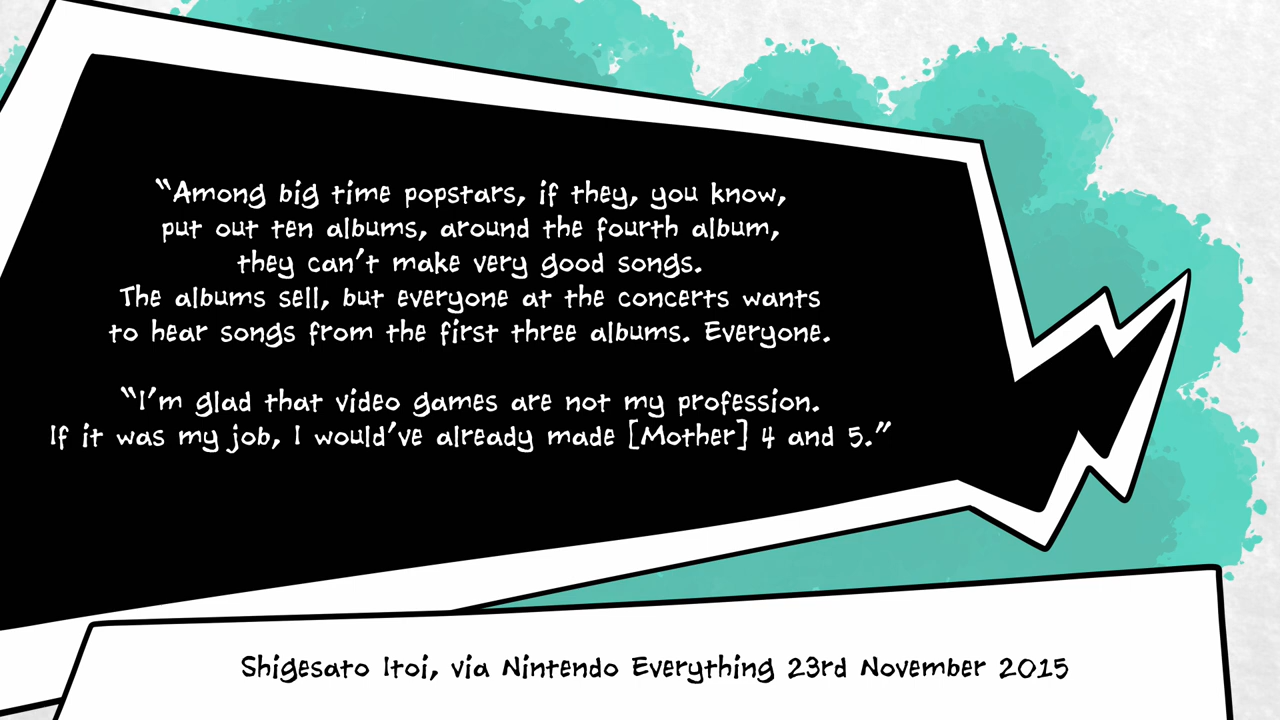 “Among big time popstars, if they, you know,
put out ten albums, around the fourth album,
they can’t make very good songs.
The albums sell, but everyone at the concerts wants
to hear songs from the first three albums. Everyone.
“I’m glad that video games are not my profession.
If it was my job, I would’ve already made [Mother] 4 and 5.”
Shigesato Itoi, via Nintendo Everything 23rd November 2015